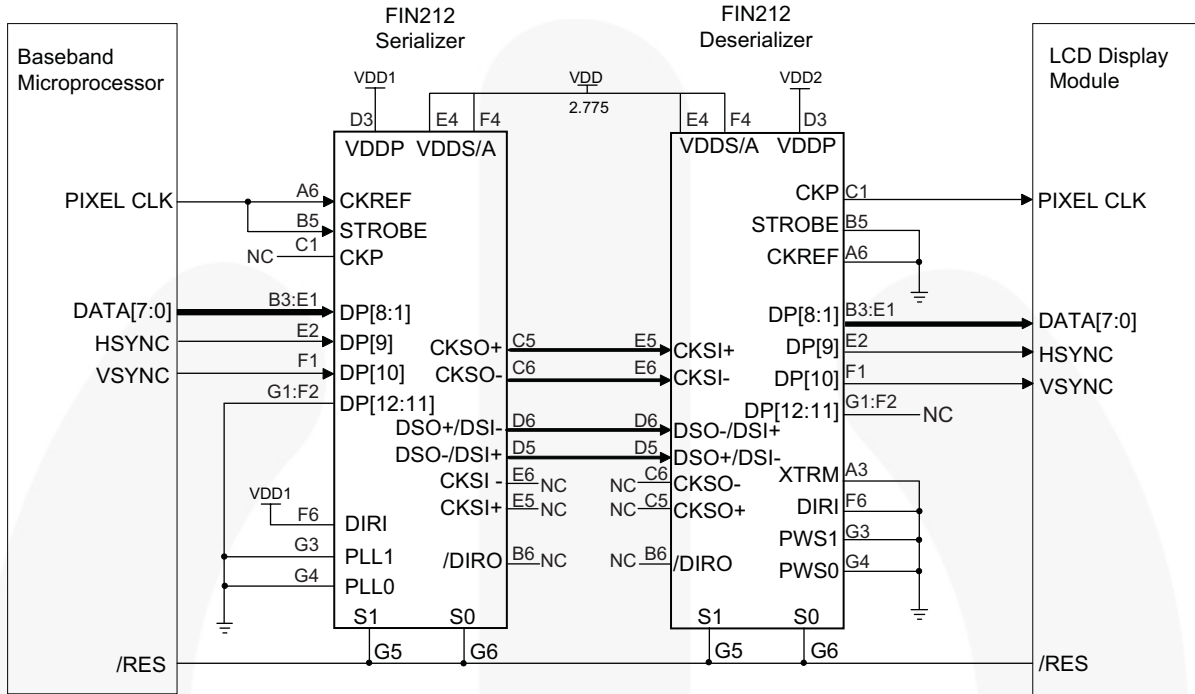 FIN212
Serializer
FIN212
Deserializer
Baseband
Microprocessor
LCD Display
Module
VDD1
VDD
2.775
VDD2
D3
E4
F4
E4
F4
D3
VDDP
VDDS/A
VDDS/A
VDDP
PIXEL CLK
A6
CKREF
B5
STROBE
NC
C1
CKP
CKP
C1
PIXEL CLK
STROBE
B5
CKREF
A6
DATA[7:0]
B3:E1
DP[8:1]
HSYNC
E2
DP[9]
VSYNC
F1
DP[10]
G1:F2
DP[12:11]
DP[8:1]
B3:E1
DATA[7:0]
DP[9]
E2
HSYNC
DP[10]
F1
VSYNC
DP[12:11]
G1:F2
NC
CKSO+
C5
E5
CKSI+
CKSO-
C6
E6
CKSI-
DSO+/DSI-
D6
D6
DSO-/DSI+
DSO-/DSI+
D5
D5
DSO+/DSI-
CKSI -
E6
NC
NC
C6
CKSO-
CKSI+
E5
NC
NC
C5
CKSO+
/DIRO
B6
NC
NC
B6
/DIRO
VDD1
F6
DIRI
G3
PLL1
G4
PLL0
XTRM
A3
DIRI
F6
PWS1
G3
PWS0
G4
S1
S0
S1
S0
G5
G6
G5
G6
/RES
/RES